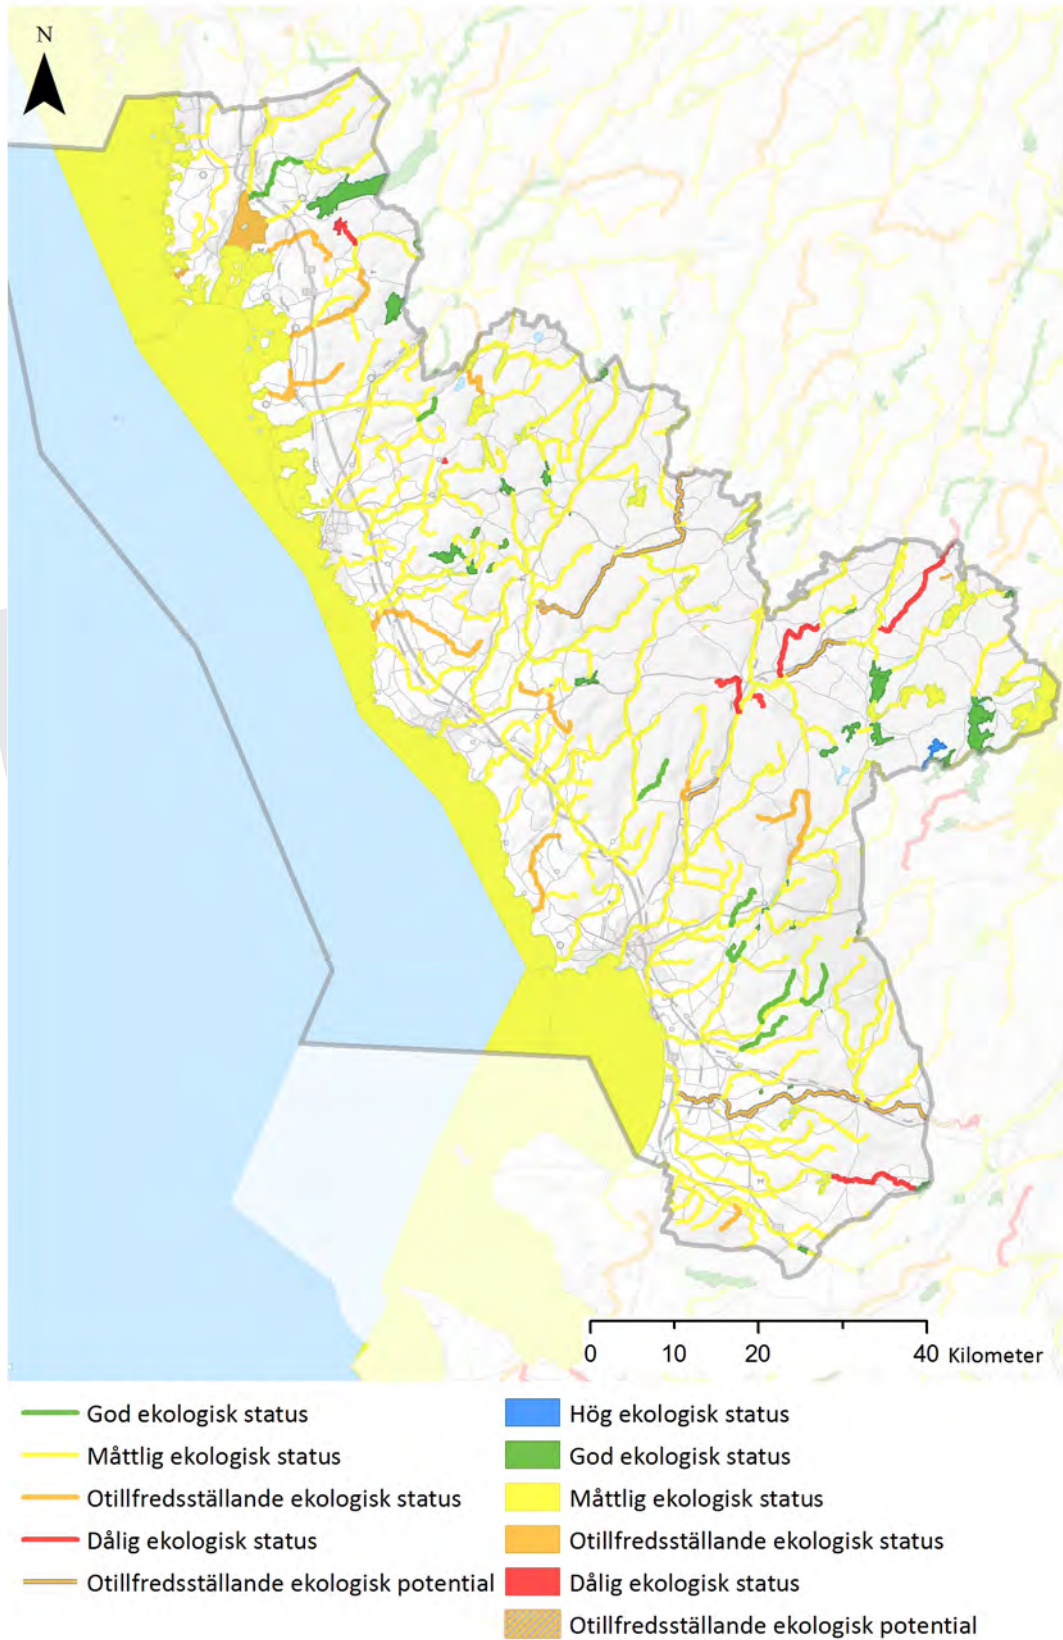 N
0 10 20 40 Kilometer
God ekologisk status
Måttlig ekologisk status
Otillfredsställande ekologisk status
Dålig ekologisk status
Otillfredsställande ekologisk potential
Hög ekologisk status
God ekologisk status
Måttlig ekologisk status
Otillfredsställande ekologisk status
Dålig ekologisk status
Otillfredsställande ekologisk potential